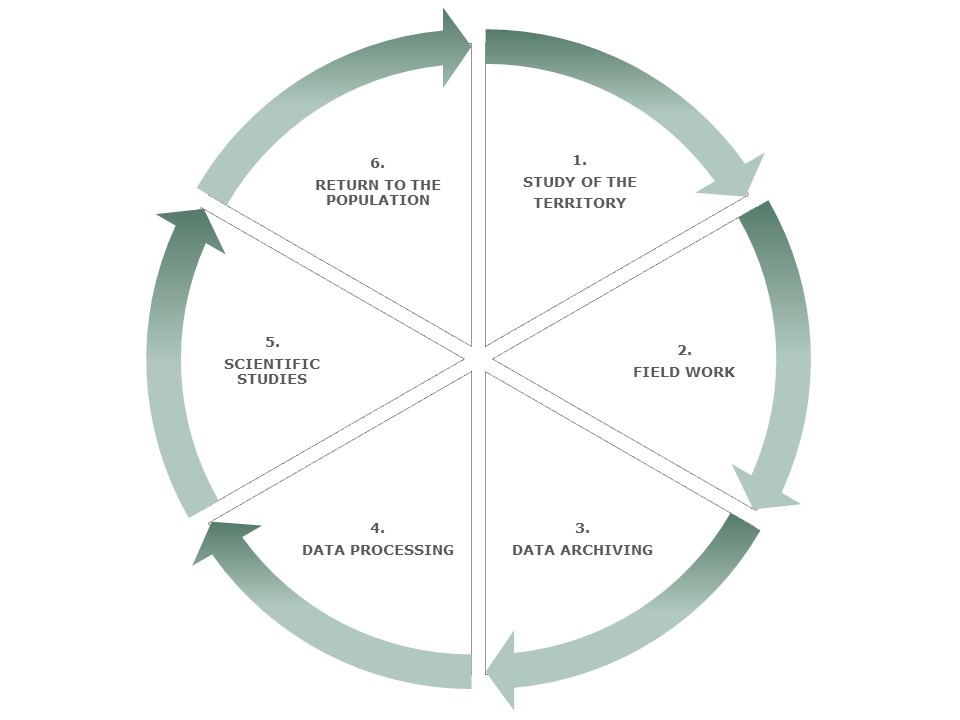 1.
STUDY OF THE
TERRITORY
2.
FIELD WORK
3.
DATA ARCHIVING
4.
DATA PROCESSING
5.
SCIENTIFIC
STUDIES
6.
RETURN TO THE
POPULATION